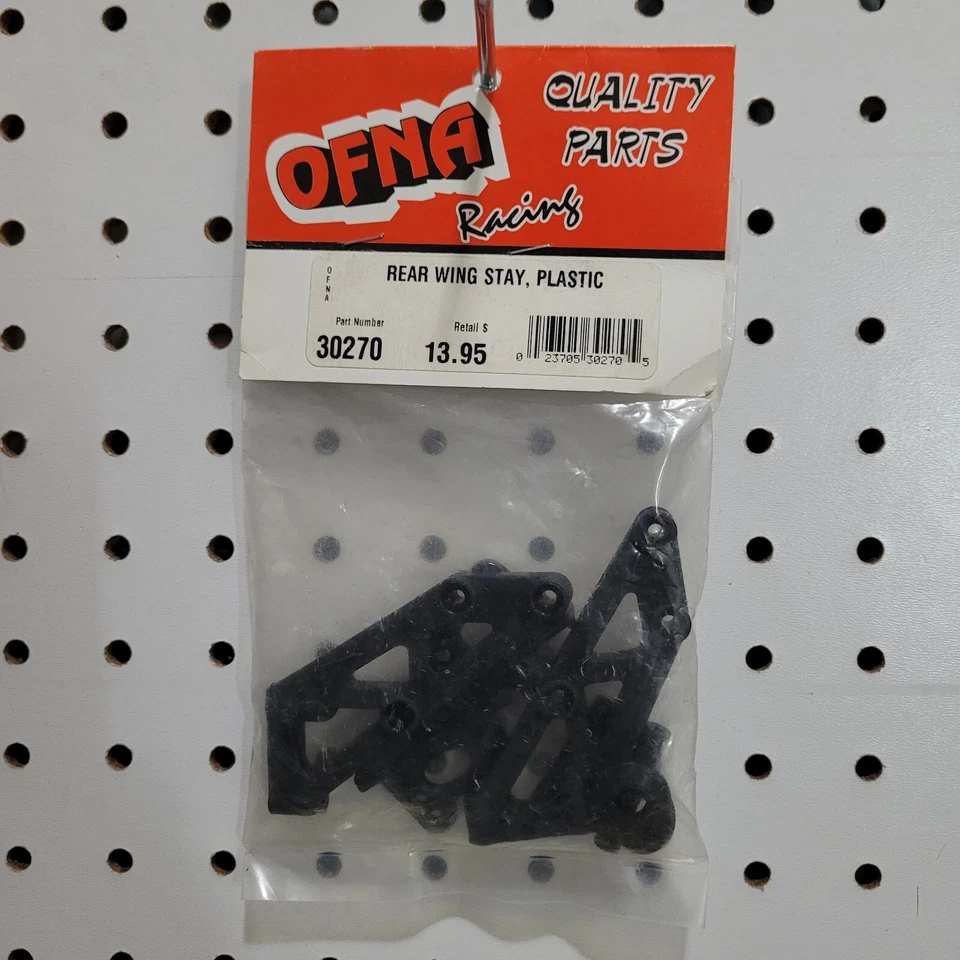 OFNA
Racing
QUALITY
PARTS
OFNA
REAR WING STAY, PLASTIC
Part Number
30270
Retail $
13.95
0 23705 30270 5